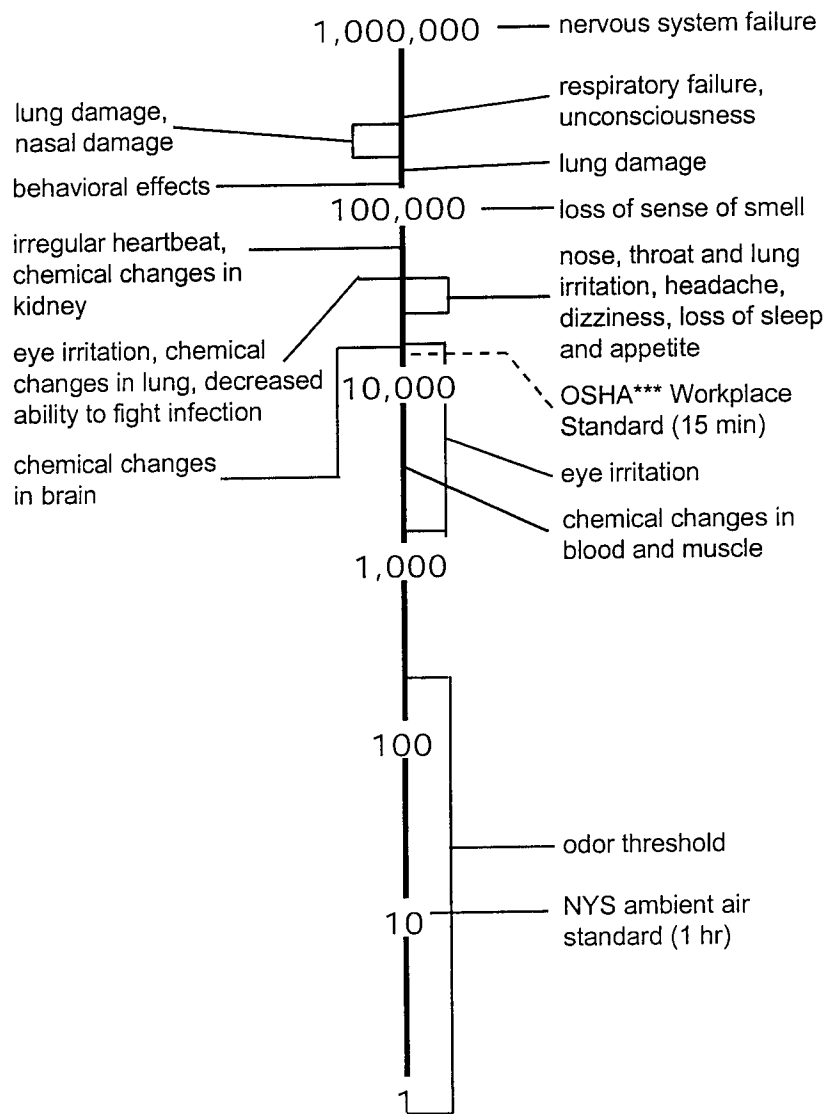 1,000,000
nervous system failure
respiratory failure,
unconsciousness
lung damage,
nasal damage
lung damage
behavioral effects
100,000
loss of sense of smell
irregular heartbeat,
chemical changes in
kidney
nose, throat and lung
irritation, headache,
dizziness, loss of sleep
and appetite
eye irritation, chemical
changes in lung, decreased
ability to fight infection
10,000
OSHA*** Workplace
Standard (15 min)
chemical changes
in brain
eye irritation
chemical changes in
blood and muscle
1,000
100
odor threshold
10
NYS ambient air
standard (1 hr)
1